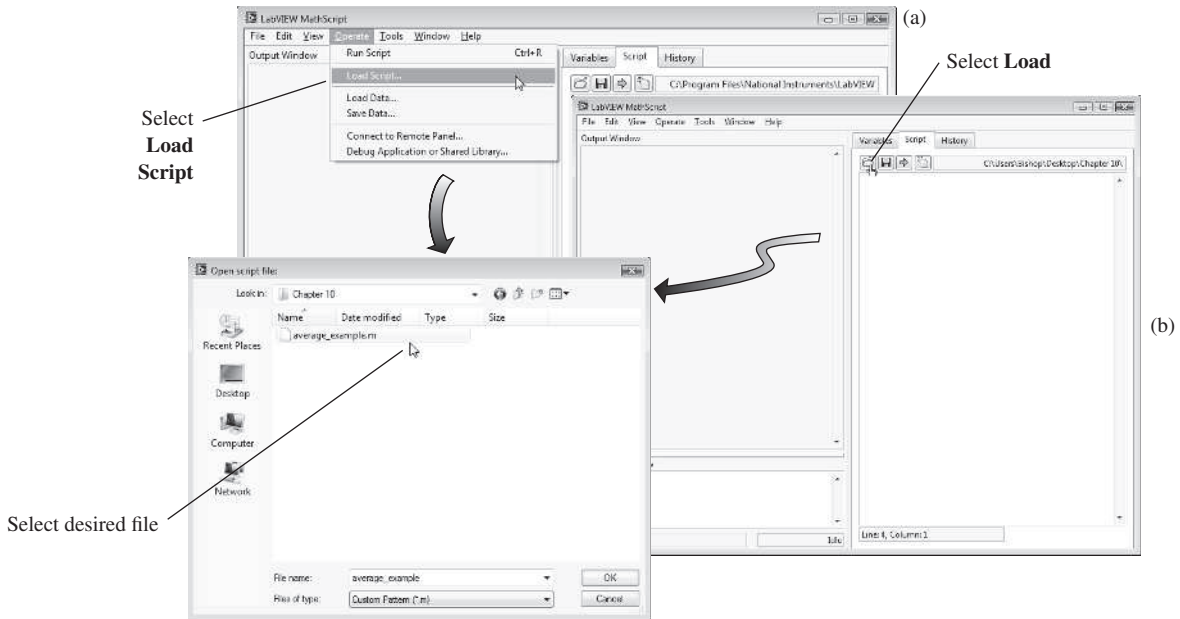 LabVIEW MathScript
(a)
File Edit View Operate Tools Window Help
Output Window
Run Script Ctrl+R
Load Script...
Load Data...
Save Data...
Connect to Remote Panel...
Debug Application or Shared Library...
Variables Script History
C:\Program Files\National Instruments\LabVIEW
Select Load
Select
Load
Script
LabVIEW MathScript
File Edit View Operate Tools Window Help
Output Window
Variables Script History
C:\Users\Bishop\Desktop\Chapter 10\
Idle
Line: 1, Column: 1
(b)
Open script file:
Look in: Chapter 10
Name Date modified Type Size
average_example.m
Recent Places
Desktop
Computer
Network
Select desired file
File name: average_example OK
Files of type: Custom Pattern (*.m) Cancel